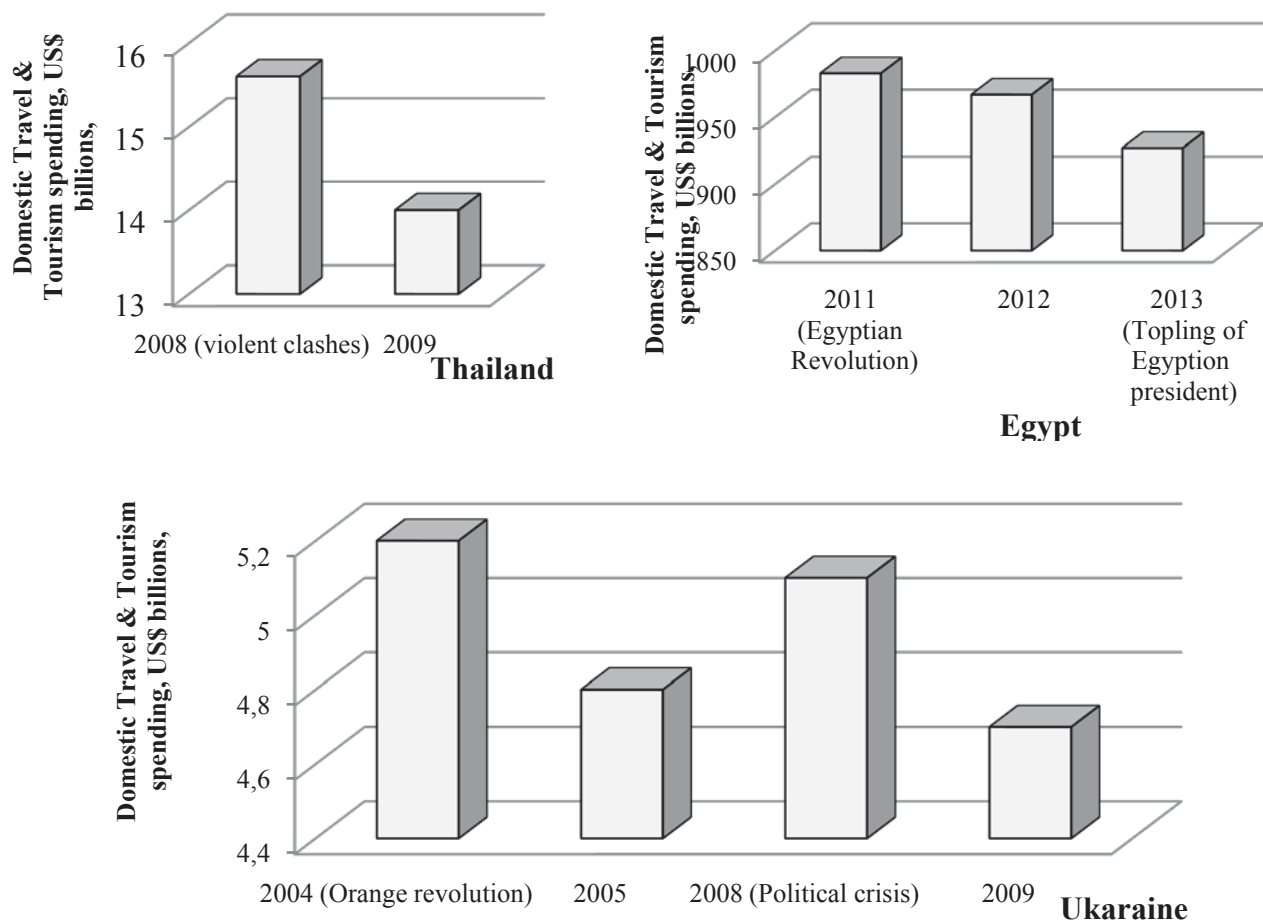 Domestic Travel &
Tourism spending, US$
billions,
16
15
14
13
2008 (violent clashes)
2009
Thailand
Domestic Travel & Tourism
spending, US$ billions,
1000
950
900
850
2011
(Egyptian
Revolution)
2012
2013
(Topling of
Egyption
president)
Egypt
Domestic Travel & Tourism
spending, US$ billions,
5,2
5
4,8
4,6
4,4
2004 (Orange revolution)
2005
2008 (Political crisis)
2009
Ukaraine